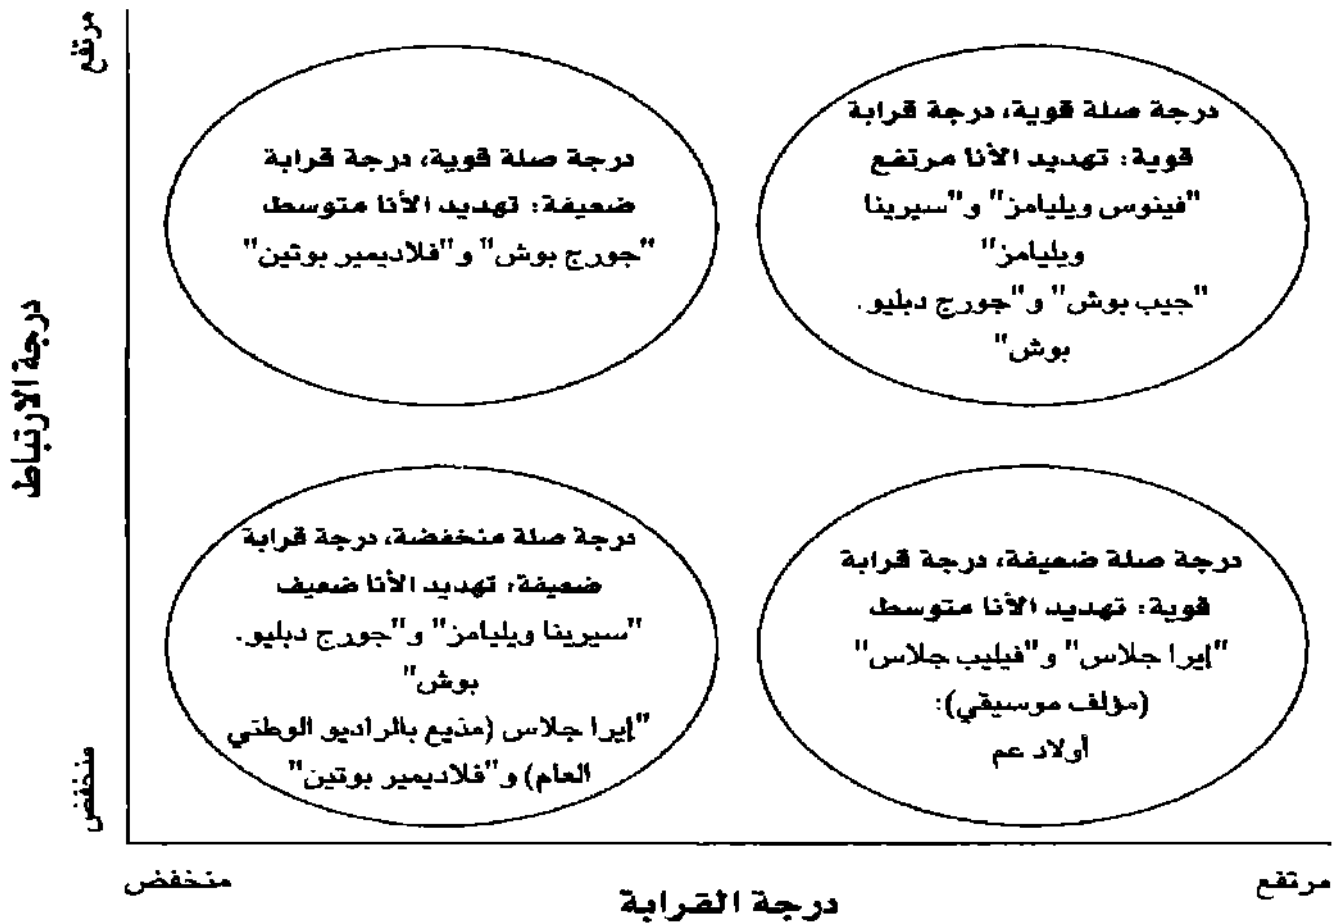 مرتفع
درجة صلة قوية، درجة قرابة
قوية: تهديد الأنا مرتفع
"فينوس ويليامز" و"سيرينا
ويليامز"
"جيب بوش" و"جورج دبليو.
بوش"
درجة صلة قوية، درجة قرابة
ضعيفة: تهديد الأنا متوسط
"جورج بوش" و"فلاديمير بوتين"
درجة الارتباط
درجة صلة ضعيفة، درجة قرابة
قوية: تهديد الأنا متوسط
"إيرا جلاس" و"فيليب جلاس"
(مؤلف موسيقي):
أولاد عم
درجة صلة منخفضة، درجة قرابة
ضعيفة: تهديد الأنا ضعيف
"سيرينا ويليامز" و"جورج دبليو.
بوش"
"إيرا جلاس (مذيع بالراديو الوطني
العام) و"فلاديمير بوتين"
منخفض
مرتفع
منخفض
درجة القرابة